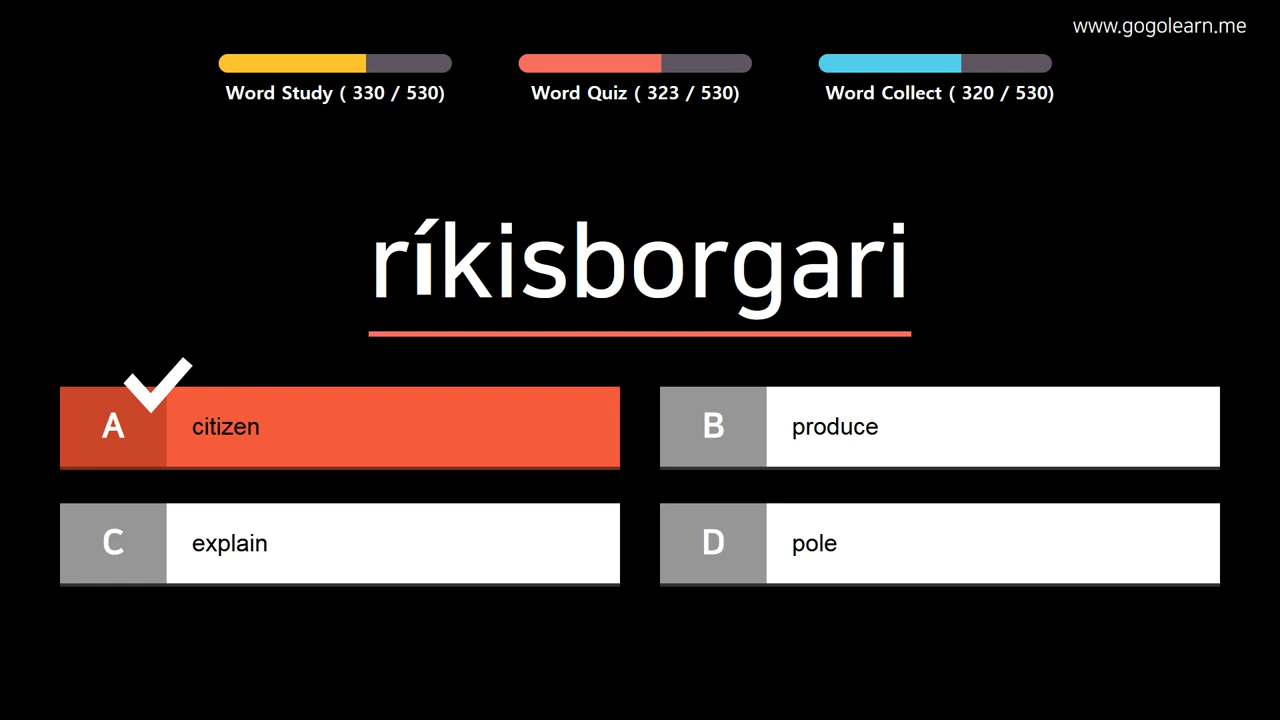 www.gogolearn.me
Word Study ( 330 / 530)
Word Quiz ( 323 / 530)
Word Collect ( 320 / 530)
ríkisborgari
A citizen
B produce
C explain
D pole